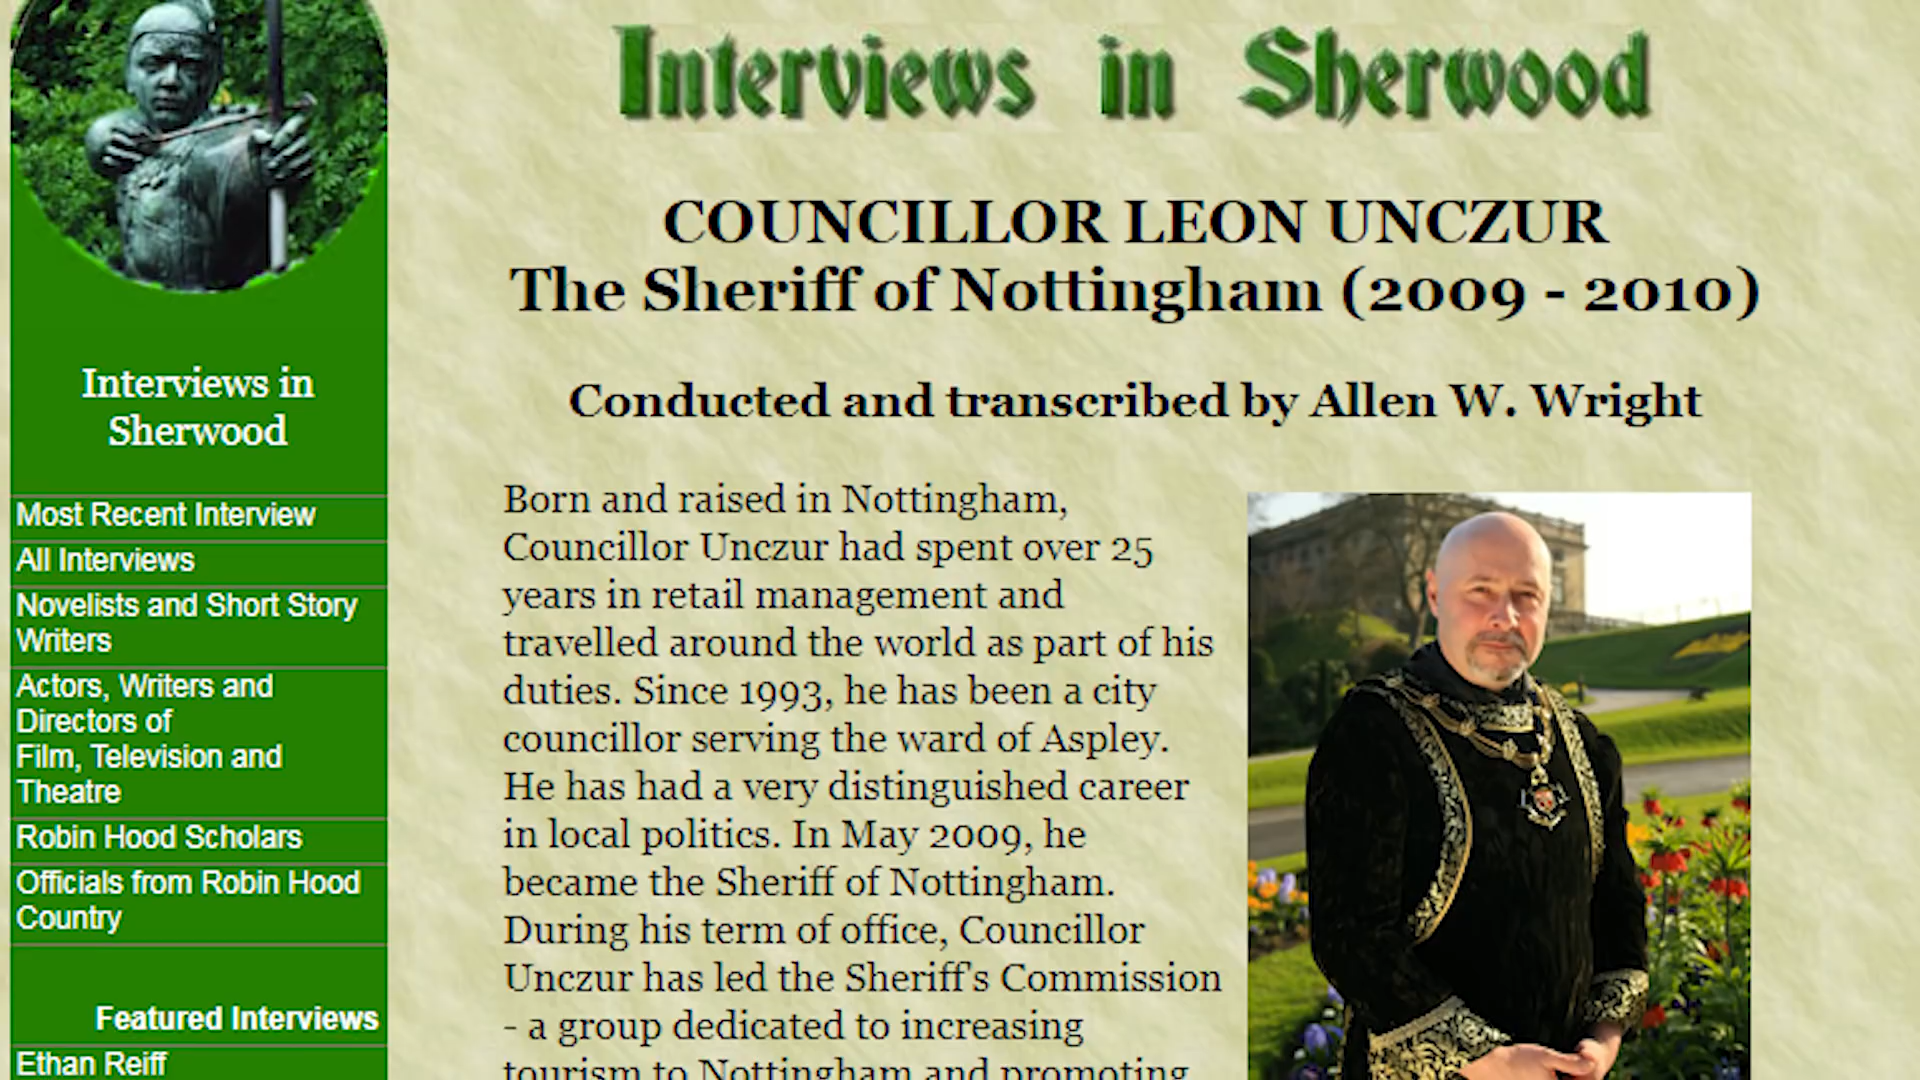 Interviews in Sherwood
COUNCILLOR LEON UNCZUR
The Sheriff of Nottingham (2009 - 2010)
Conducted and transcribed by Allen W. Wright
Born and raised in Nottingham,
Councillor Unczur had spent over 25
years in retail management and
travelled around the world as part of his
duties. Since 1993, he has been a city
councillor serving the ward of Aspley.
He has had a very distinguished career
in local politics. In May 2009, he
became the Sheriff of Nottingham.
During his term of office, Councillor
Unczur has led the Sheriff's Commission
- a group dedicated to increasing
tourism to Nottingham and promoting
Interviews in
Sherwood
Most Recent Interview
All Interviews
Novelists and Short Story
Writers
Actors, Writers and
Directors of
Film, Television and
Theatre
Robin Hood Scholars
Officials from Robin Hood
Country
Featured Interviews
Ethan Reiff